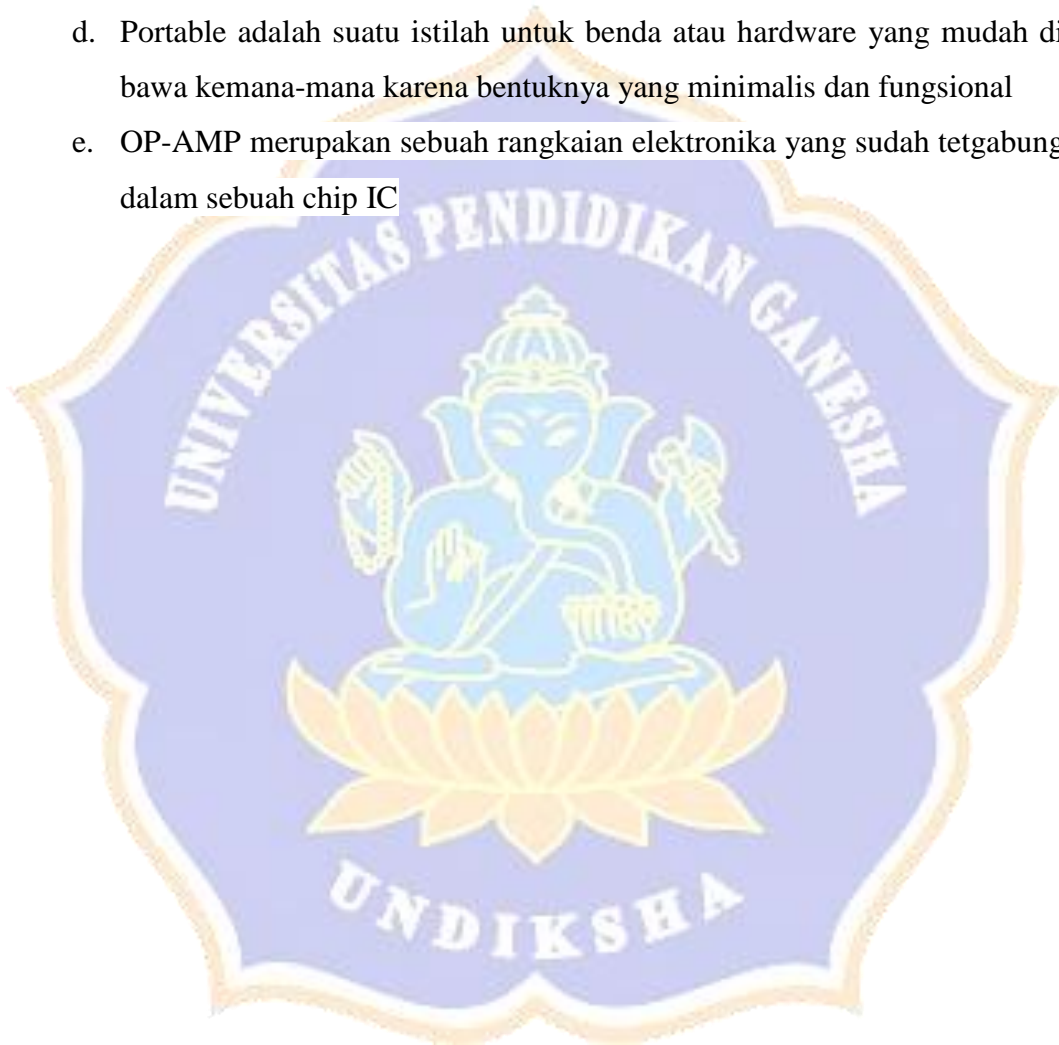 d. Portable adalah suatu istilah untuk benda atau hardware yang mudah di
bawa kemana-mana karena bentuknya yang minimalis dan fungsional
e. OP-AMP merupakan sebuah rangkaian elektronika yang sudah tetgabung
dalam sebuah chip IC
UNIVERSITAS PENDIDIKAN GANESHA
UNDIKSHA